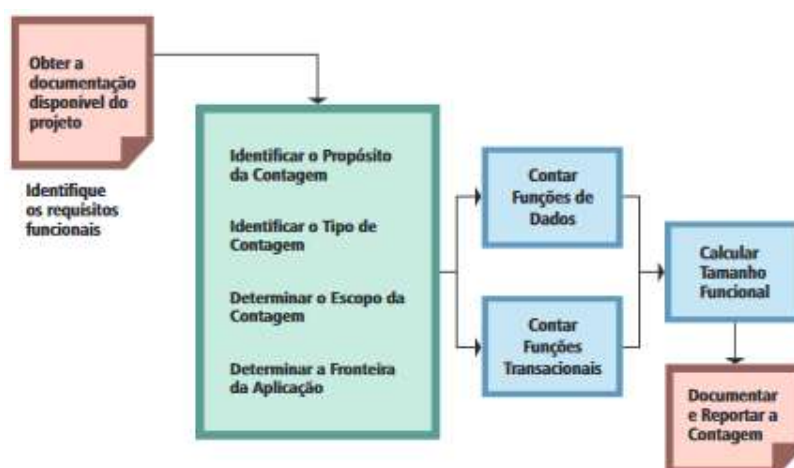 Obter a
documentação
disponível do
projeto
Identifique
os requisitos
funcionais
Identificar o Propósito
da Contagem
Identificar o Tipo de
Contagem
Determinar o Escopo da
Contagem
Determinar a Fronteira
da Aplicação
Contar
Funções de
Dados
Contar
Funções
Transacionais
Calcular
Tamanho
Funcional
Documentar
e Reportar a
Contagem